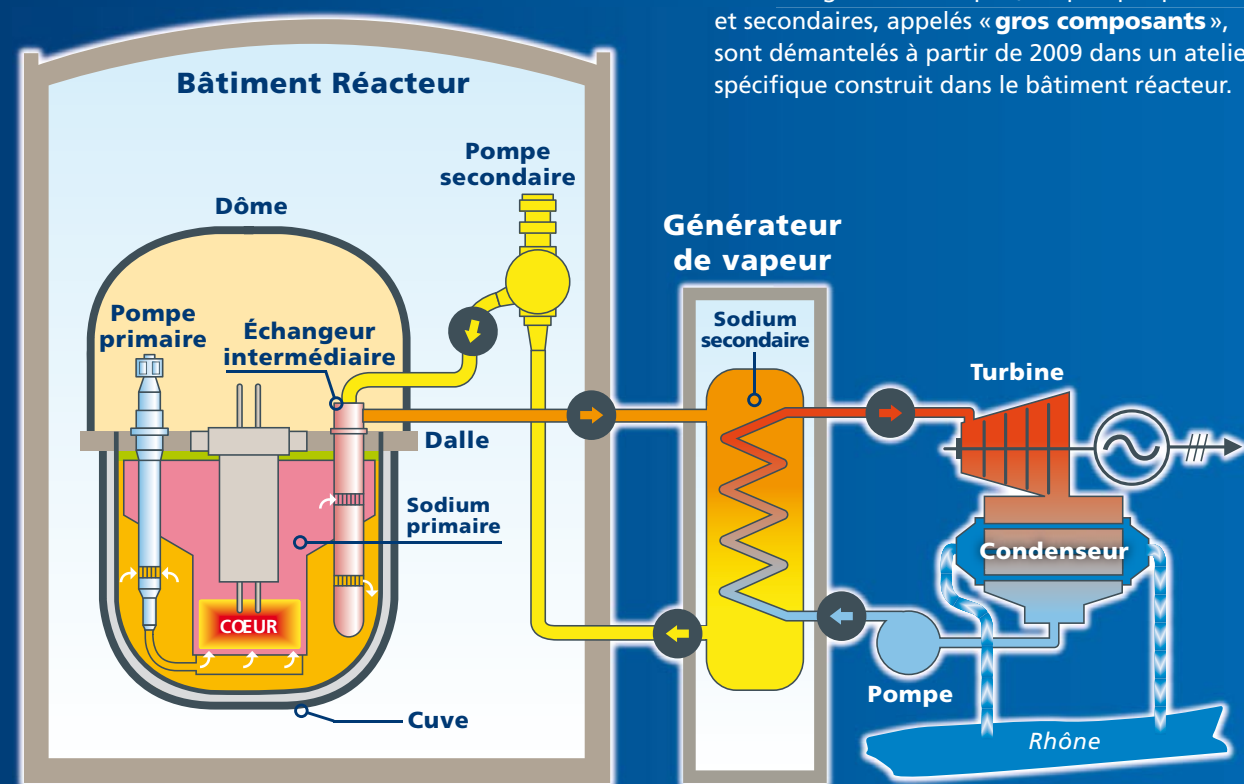 et secondaires, appelés « gros composants »,
sont démantelés à partir de 2009 dans un atelie
spécifique construit dans le bâtiment réacteur.
Bâtiment Réacteur
Pompe
secondaire
Dôme
Générateur
de vapeur
Pompe
primaire
Échangeur
intermédiaire
Sodium
secondaire
Turbine
Dalle
Sodium
primaire
Condenseur
CŒUR
Pompe
Cuve
Rhône